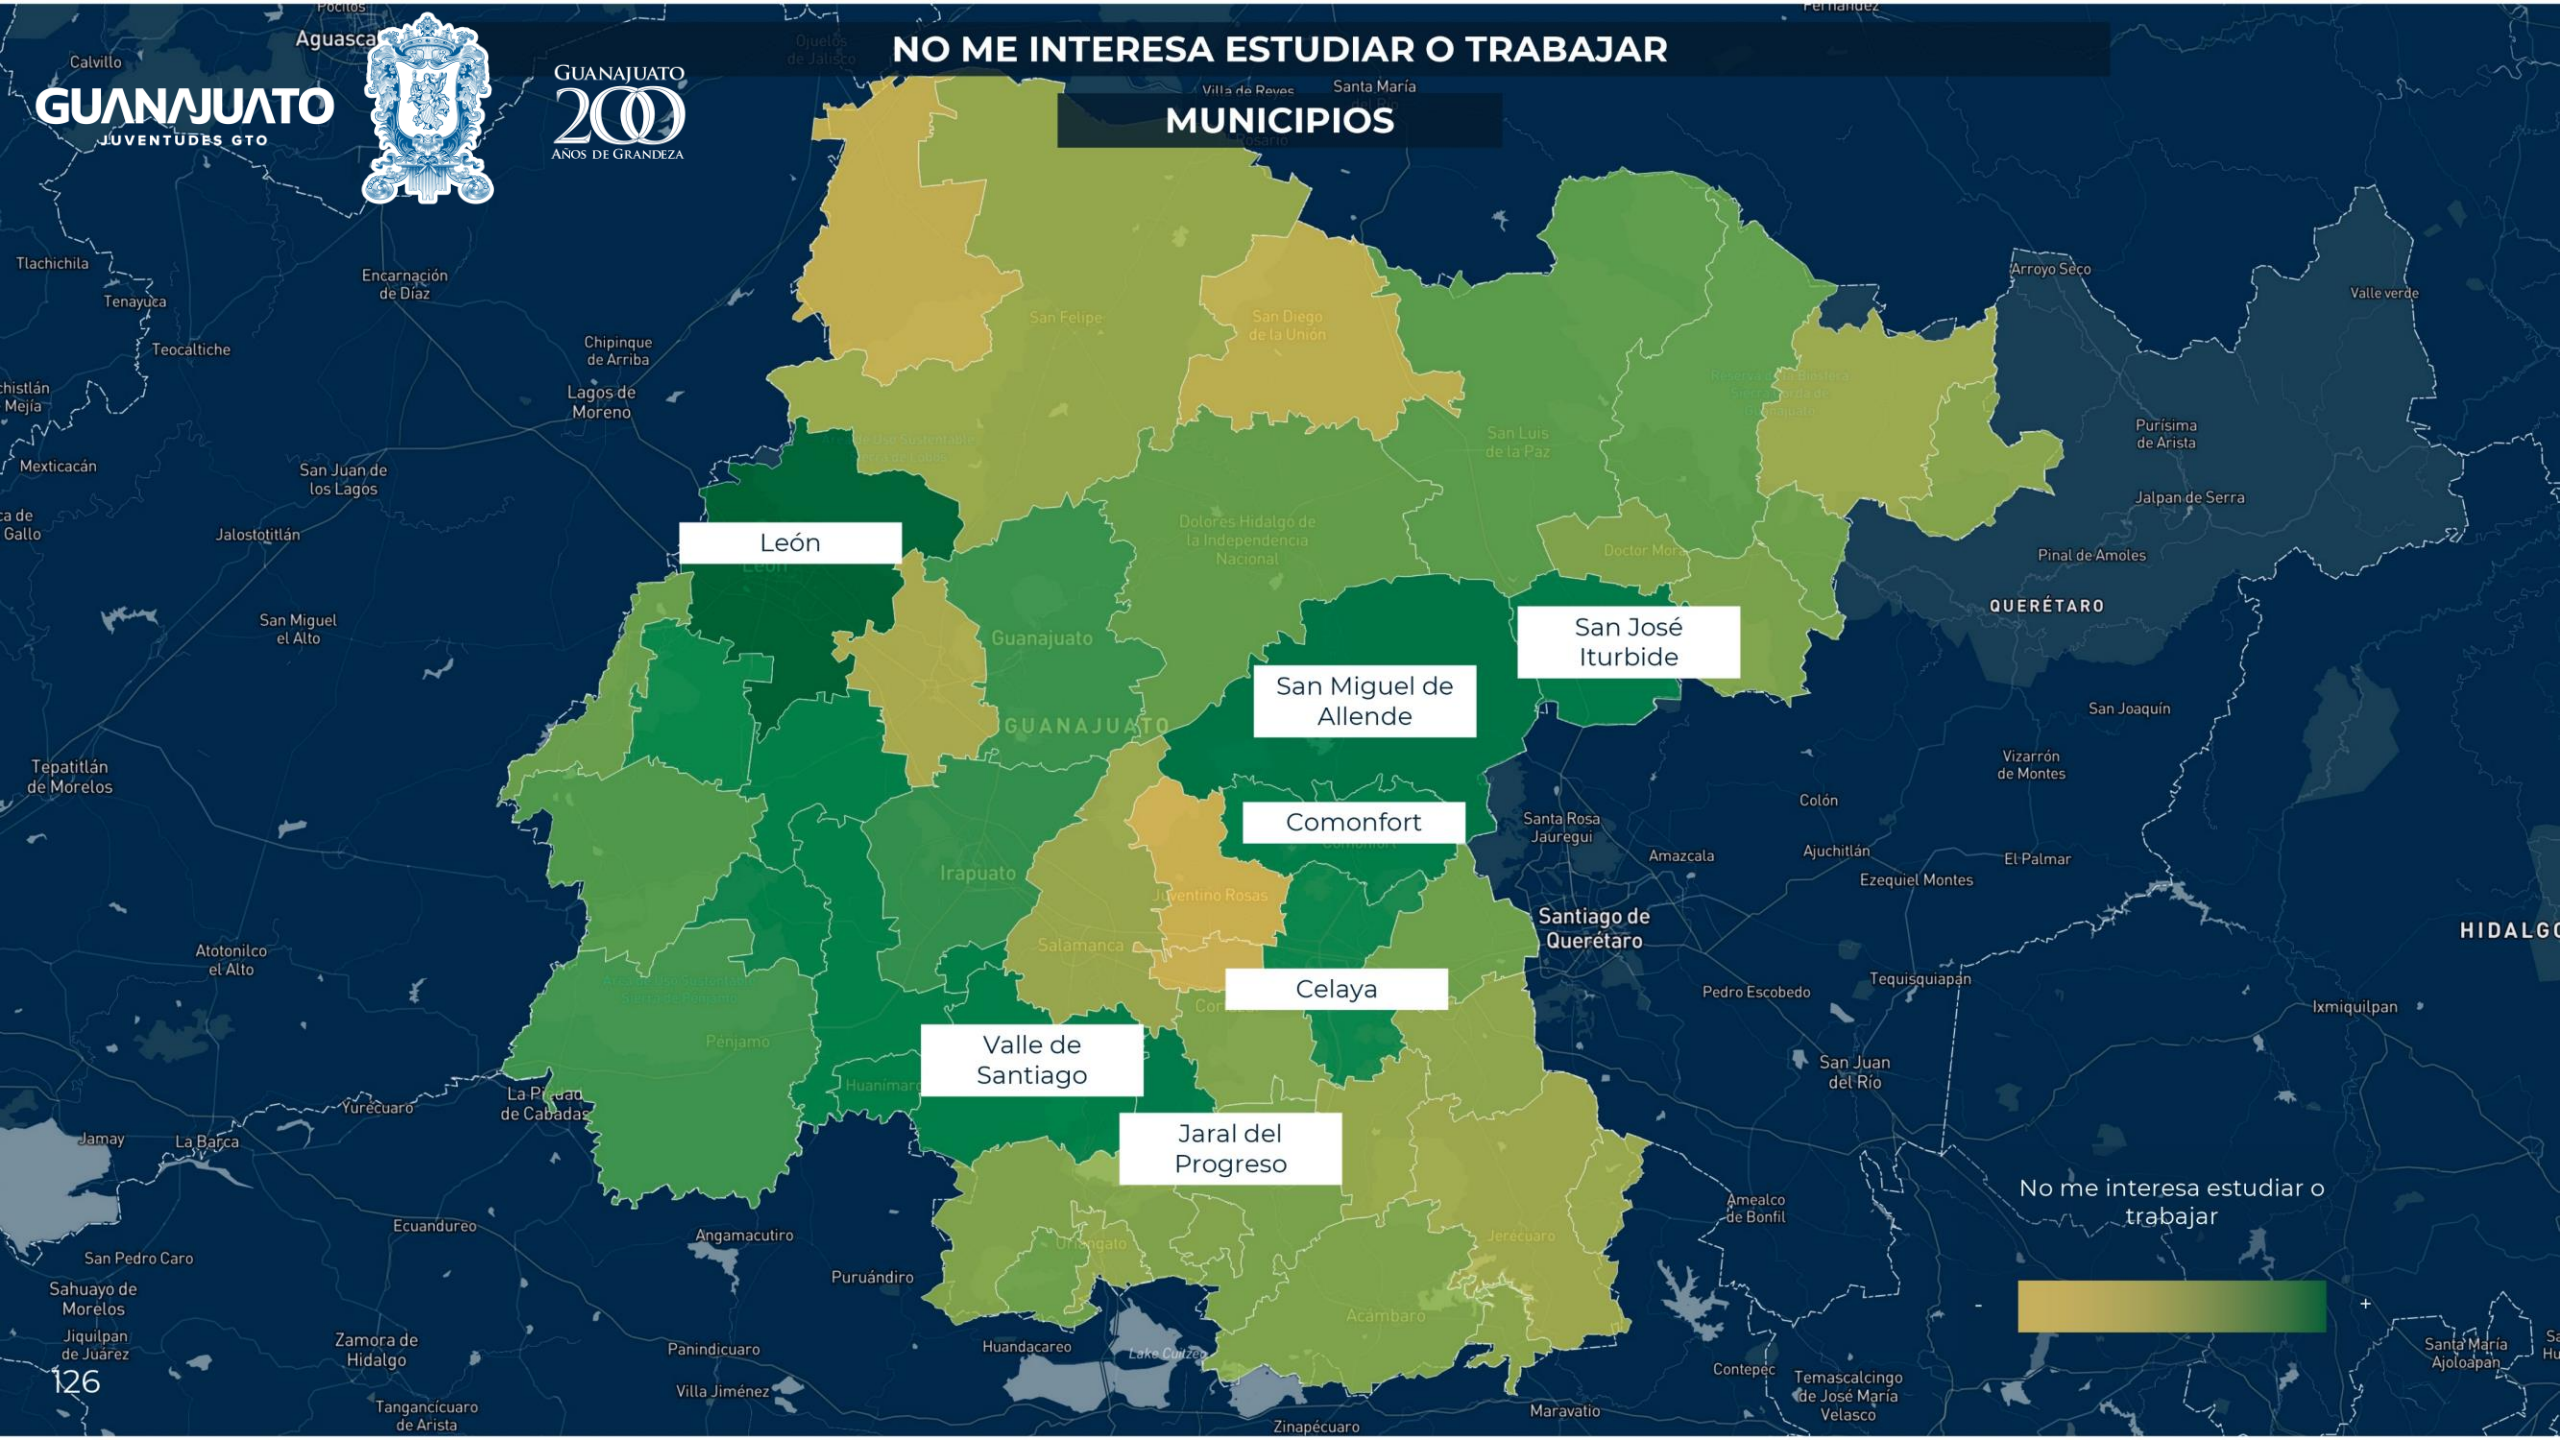 NO ME INTERESA ESTUDIAR O TRABAJAR
MUNICIPIOS
GUANAJUATO
JUVENTUDES GTO
GUANAJUATO
200
AÑOS DE GRANDEZA
León
San José
Iturbide
San Miguel de
Allende
Comonfort
Celaya
Valle de
Santiago
Jaral del
Progreso
No me interesa estudiar o
trabajar
-
+
126
Calvillo
Villa de Reyes
Santa María
Tlachichila
Tenayuca
Encarnación
de Díaz
Teocaltiche
Chipinque
de Arriba
Lagos de
Moreno
Mejía
Mexticacán
San Juan de
los Lagos
Gallo
Jalostotitlán
San Miguel
el Alto
Tepatitlán
de Morelos
Atotonilco
el Alto
Jamay
La Barca
Yurécuaro
La Piedad
de Cabadas
Ecuandureo
San Pedro Caro
Sahuayo de
Morelos
Jiquilpan
de Juárez
Zamora de
Hidalgo
Tangancícuaro
de Arista
Angamacutiro
Puruándiro
Panindícuaro
Villa Jiménez
Huandacareo
Zinapécuaro
Maravatio
Contepec
Temascalcingo
de José María
Velasco
Amealco
de Bonfil
San Juan
del Río
Pedro Escobedo
Tequisquiapan
Ixmiquilpan
HIDALGO
Santiago de
Querétaro
Santa Rosa
Jauregui
Amazcala
Ajuchitlán
Colón
El Palmar
Ezequiel Montes
Vizarrón
de Montes
San Joaquín
QUERÉTARO
Pinal de Amoles
Jalpan de Serra
Purísima
de Arista
Arroyo Seco
Valle verde
Santa María
Ajoloapan
San Felipe
San Diego
de la Unión
San Luis
de la Paz
Dolores Hidalgo de
la Independencia
Nacional
Guanajuato
GUANAJUATO
Irapuato
Salamanca
Juventino Rosas
Pénjamo
Jerécuaro
Acámbaro